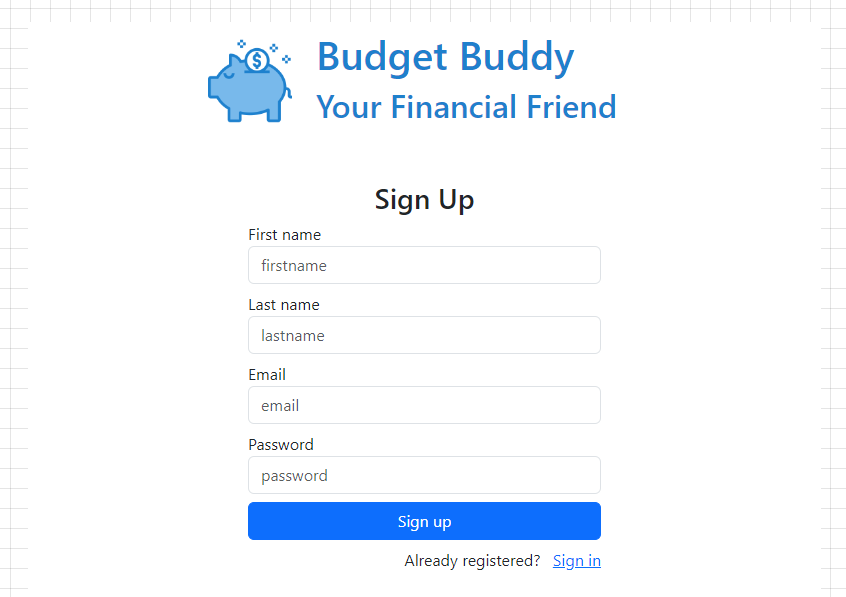 $
Budget Buddy
Your Financial Friend
Sign Up
First name
firstname
Last name
lastname
Email
email
Password
password
Sign up
Already registered? Sign in